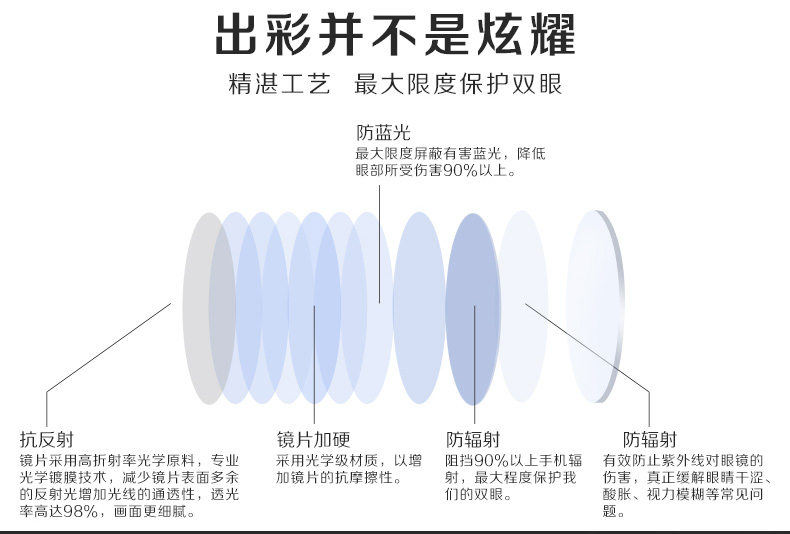 出彩并不是炫耀
精湛工艺 最大限度保护双眼
防蓝光
最大限度屏蔽有害蓝光，降低
眼部所受伤害90%以上。
抗反射
镜片采用高折射率光学原料，专业
光学镀膜技术，减少镜片表面多余
的反射光增加光线的通透性，透光
率高达98%，画面更细腻。
镜片加硬
采用光学级材质，以增
加镜片的抗摩擦性。
防辐射
阻挡90%以上手机辐
射，最大程度保护我
们的双眼。
防辐射
有效防止紫外线对眼镜的
伤害，真正缓解眼睛干涩、
酸胀、视力模糊等常见问
题。